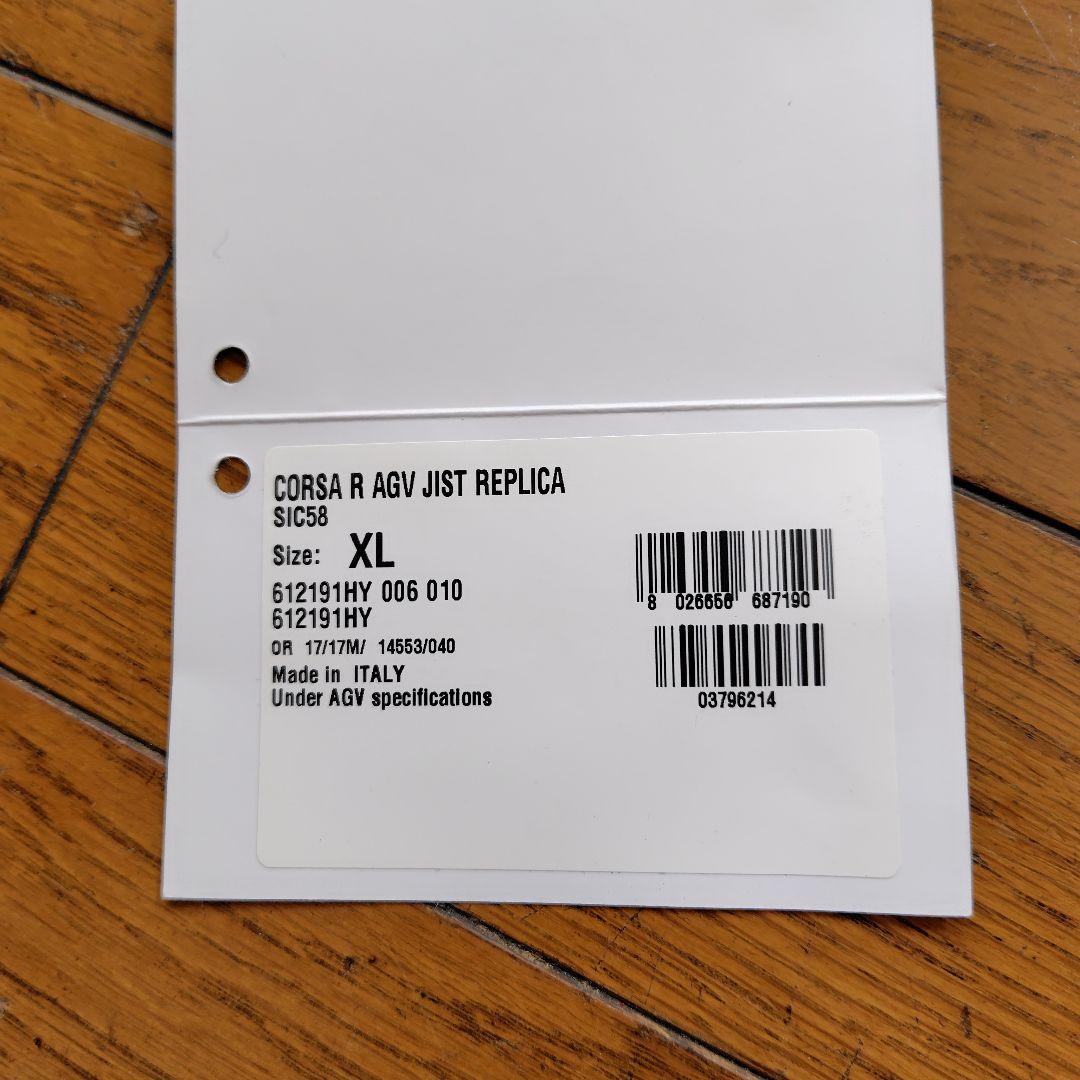 CORSA R AGV JIST REPLICA
SIC58
Size: XL
612191HY 006 010
612191HY
OR 17/17M/ 14553/040
Made in ITALY
Under AGV specifications
8 026656 687190
03796214